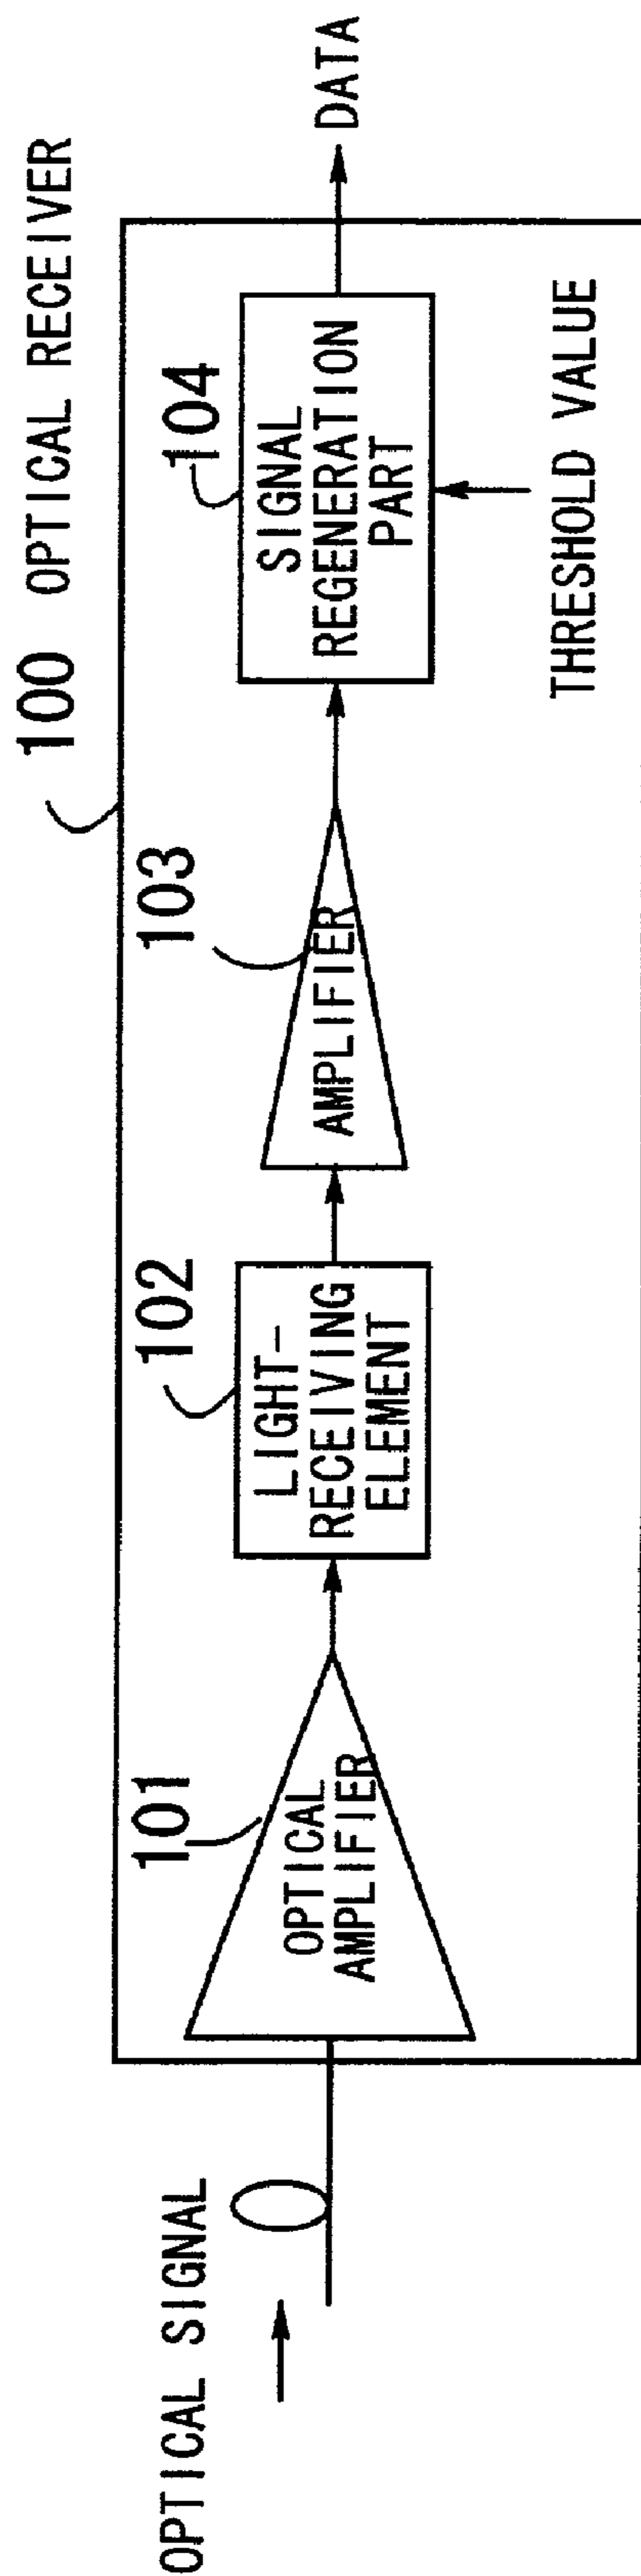 100 OPTICAL RECEIVER
OPTICAL SIGNAL
101
OPTICAL
AMPLIFIER
102
LIGHT-
RECEIVING
ELEMENT
103
AMPLIFIER
104
SIGNAL
REGENERATION
PART
THRESHOLD VALUE
DATA